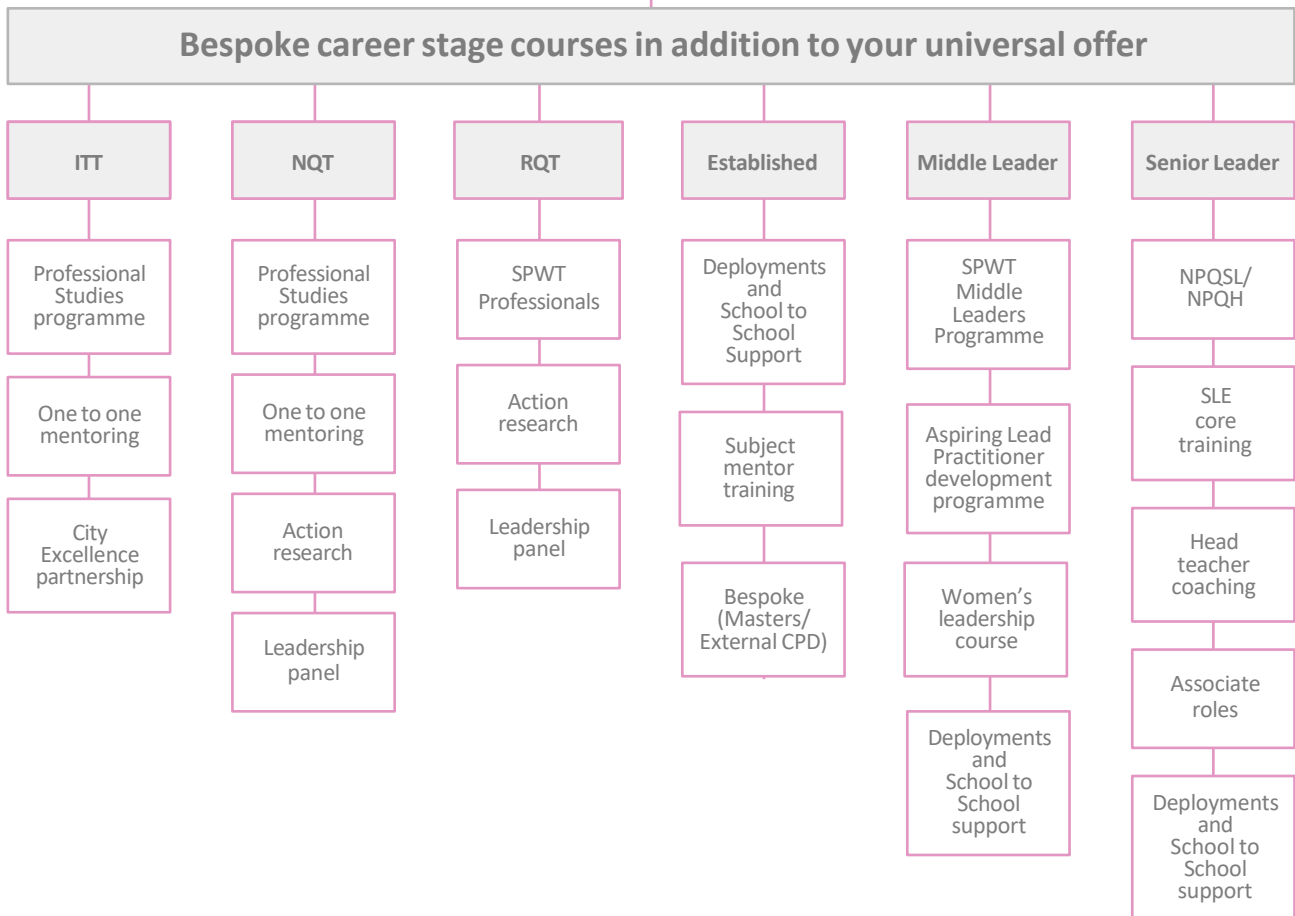 Bespoke career stage courses in addition to your universal offer
ITT
NQT
RQT
Established
Middle Leader
Senior Leader
Professional
Studies
programme
One to one
mentoring
City
Excellence
partnership
Professional
Studies
programme
One to one
mentoring
Action
research
Leadership
panel
SPWT
Professionals
Action
research
Leadership
panel
Deployments
and
School to
School
Support
Subject
mentor
training
Bespoke
(Masters/
External CPD)
SPWT
Middle
Leaders
Programme
Aspiring Lead
Practitioner
development
programme
Women’s
leadership
course
Deployments
and
School to
School
support
NPQSL/
NPQH
SLE
core
training
Head
teacher
coaching
Associate
roles
Deployments
and
School to
School
support